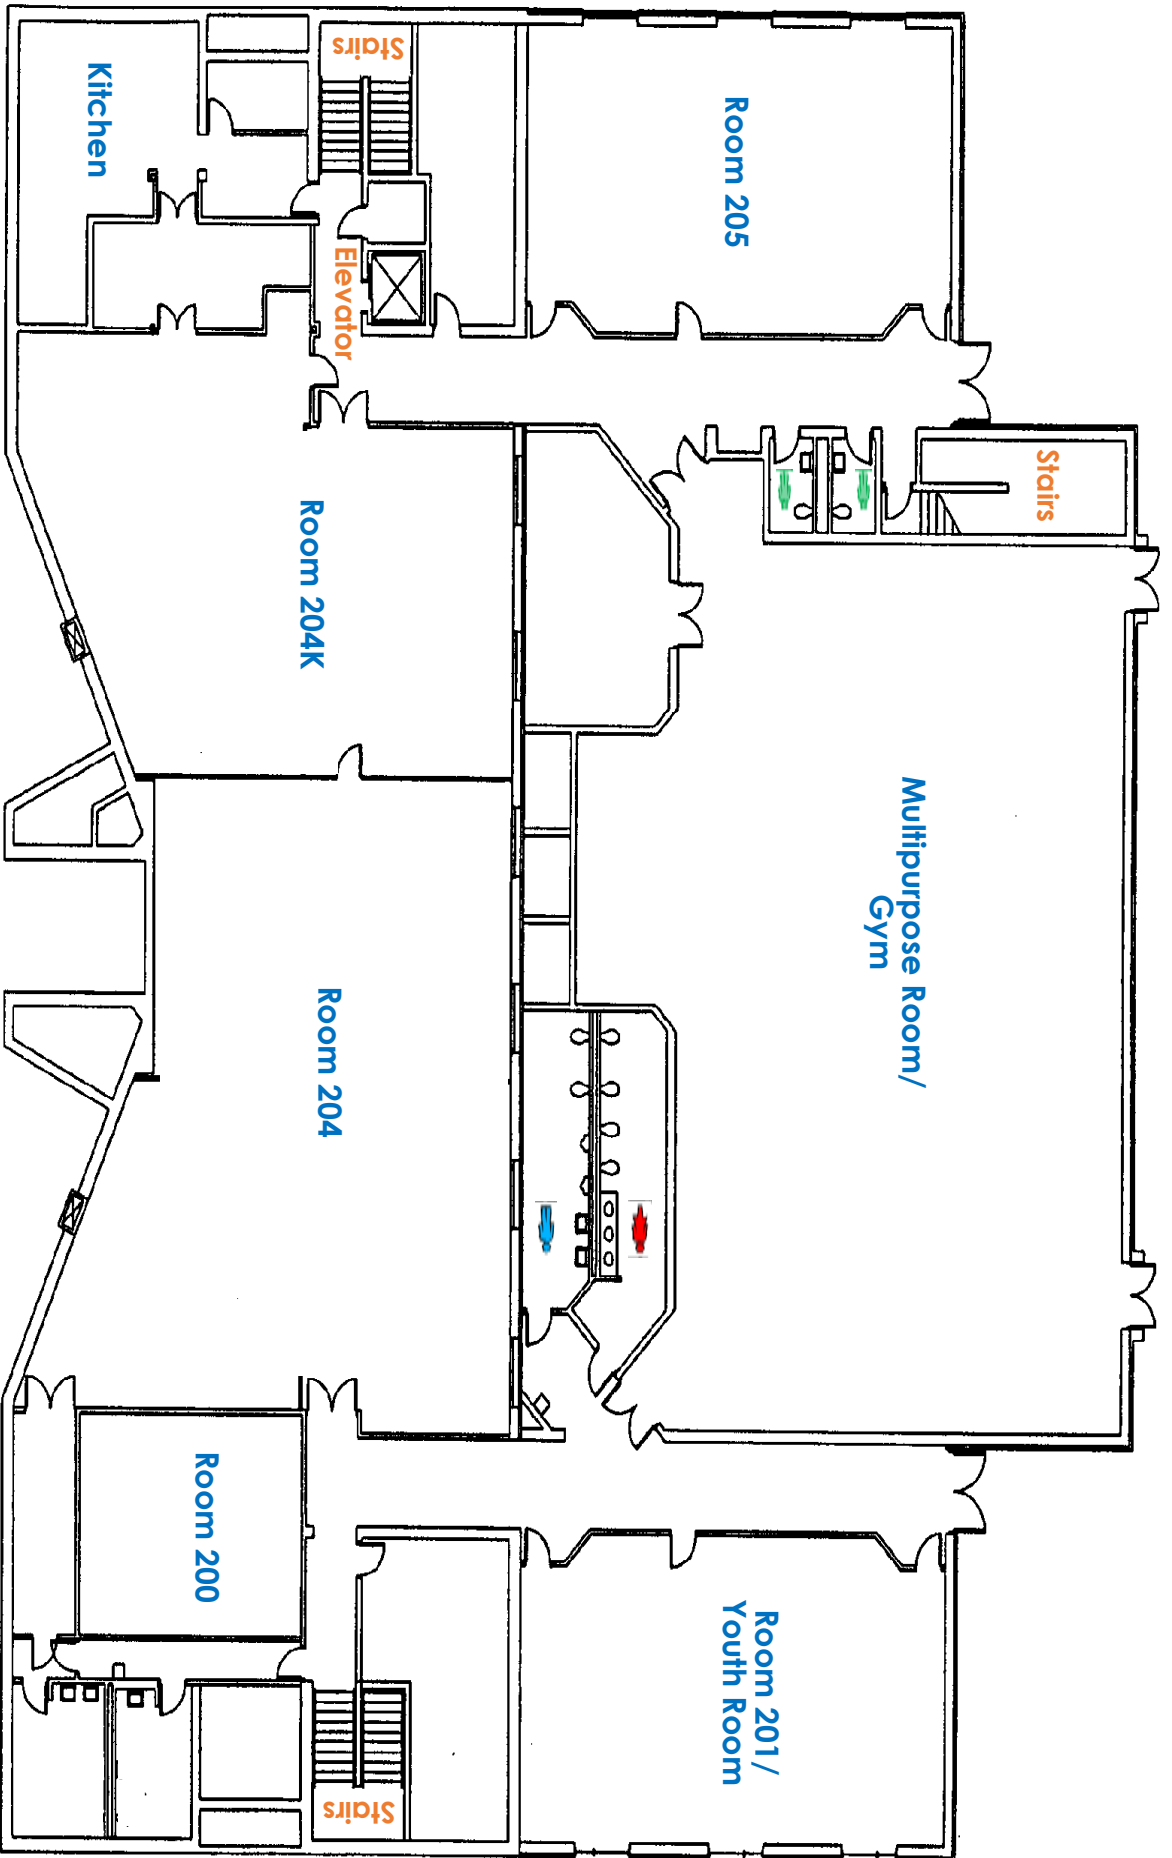 Stairs
Kitchen
Room 205
Elevator
Stairs
Room 204K
Multipurpose Room/
Gym
Room 204
Room 200
Room 201/
Youth Room
Stairs